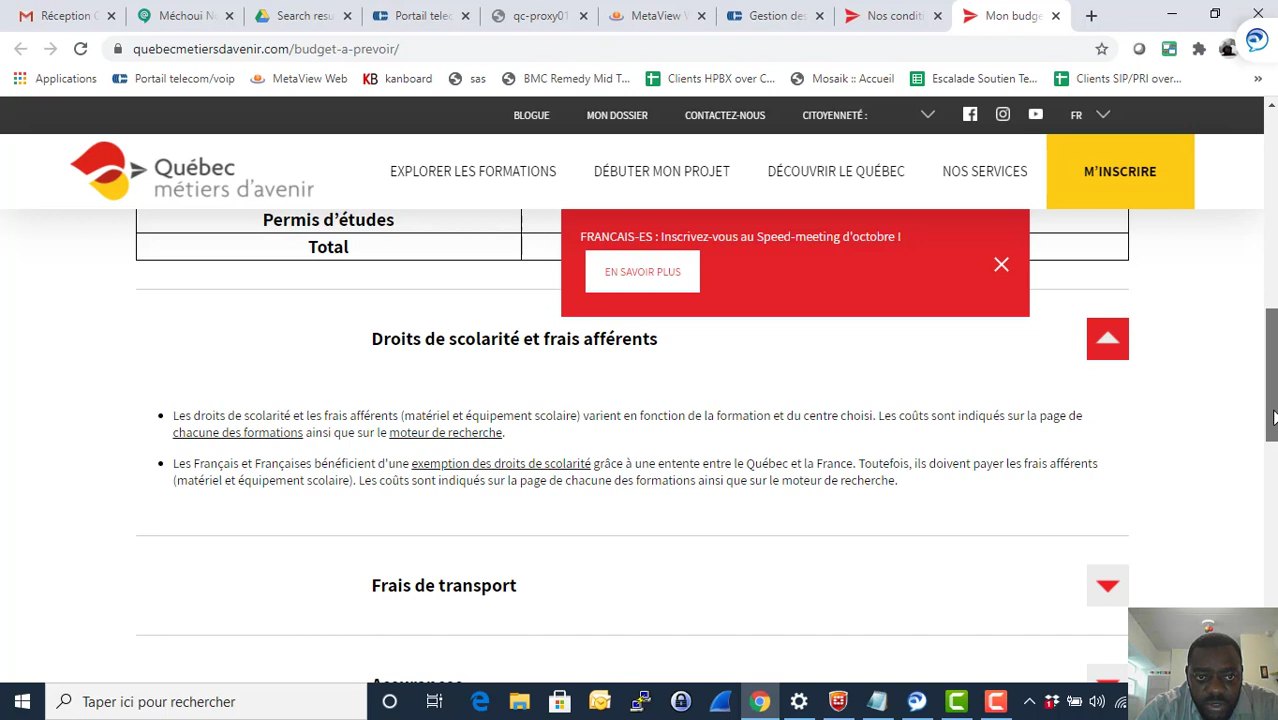 Réception (
Méchoui N
Search resu
Portail telec
qc-proxy01
MetaView W
Gestion des
Nos condit
Mon budge
quebecmetiersdavenir.com/budget-a-prevoir/
Applications
Portail telecom/voip
MetaView Web
KB kanboard
sas
BMC Remedy Mid T...
Clients HPBX over C...
Mosaik :: Accueil
Escalade Soutien Te...
Clients SIP/PRI over...
»
BLOGUE
MON DOSSIER
CONTACTEZ-NOUS
CITOYENNETÉ :
FR
Québec
métiers d'avenir
EXPLORER LES FORMATIONS
DÉBUTER MON PROJET
DÉCOUVRIR LE QUÉBEC
NOS SERVICES
M'INSCRIRE
Permis d'études
Total
FRANCAIS-ES : Inscrivez-vous au Speed-meeting d'octobre !
EN SAVOIR PLUS
Droits de scolarité et frais afférents
• Les droits de scolarité et les frais afférents (matériel et équipement scolaire) varient en fonction de la formation et du centre choisi. Les coûts sont indiqués sur la page de
chacune des formations ainsi que sur le moteur de recherche.
• Les Français et Françaises bénéficient d'une exemption des droits de scolarité grâce à une entente entre le Québec et la France. Toutefois, ils doivent payer les frais afférents
(matériel et équipement scolaire). Les coûts sont indiqués sur la page de chacune des formations ainsi que sur le moteur de recherche.
Frais de transport
Assurances
Taper ici pour rechercher